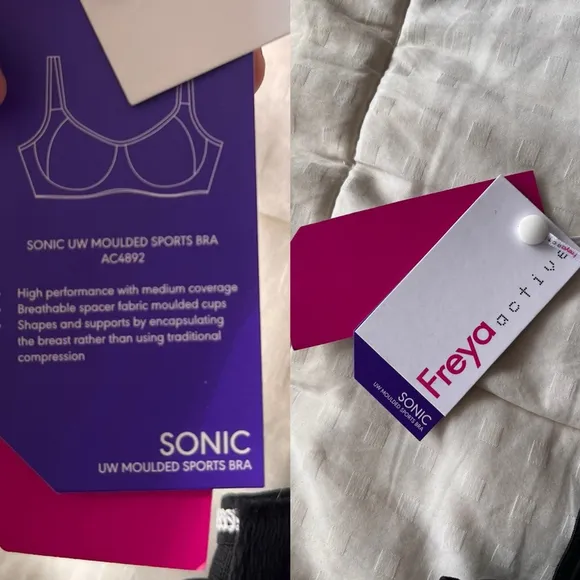 SONIC UW MOULDED SPORTS BRA
AC4892
High performance with medium coverage
Breathable spacer fabric moulded cups
Shapes and supports by encapsulating
the breast rather than using traditional
compression
SONIC
UW MOULDED SPORTS BRA
Freya active
SONIC
UW MOULDED SPORTS BRA